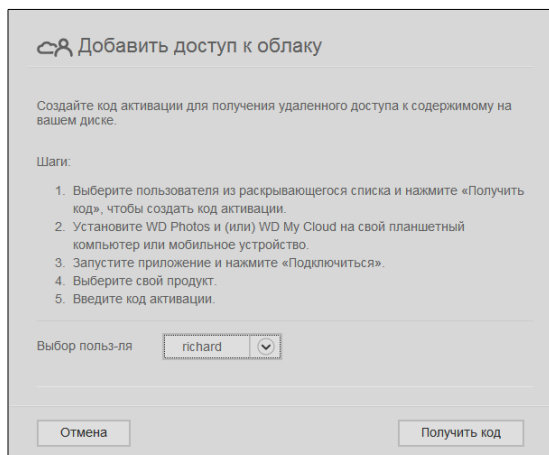 Добавить доступ к облаку
Создайте код активации для получения удаленного доступа к содержимому на
вашем диске.
Шаги:
1. Выберите пользователя из раскрывающегося списка и нажмите «Получить
код», чтобы создать код активации.
2. Установите WD Photos и (или) WD My Cloud на свой планшетный
компьютер или мобильное устройство.
3. Запустите приложение и нажмите «Подключиться».
4. Выберите свой продукт.
5. Введите код активации.
Выбор польз-ля richard
Отмена Получить код